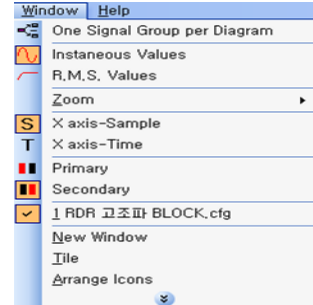 Window Help
One Signal Group per Diagram
Instaneous Values
R.M.S. Values
Zoom
S X axis-Sample
T X axis-Time
Primary
Secondary
1 RDR 고조파 BLOCK.cfg
New Window
Tile
Arrange Icons